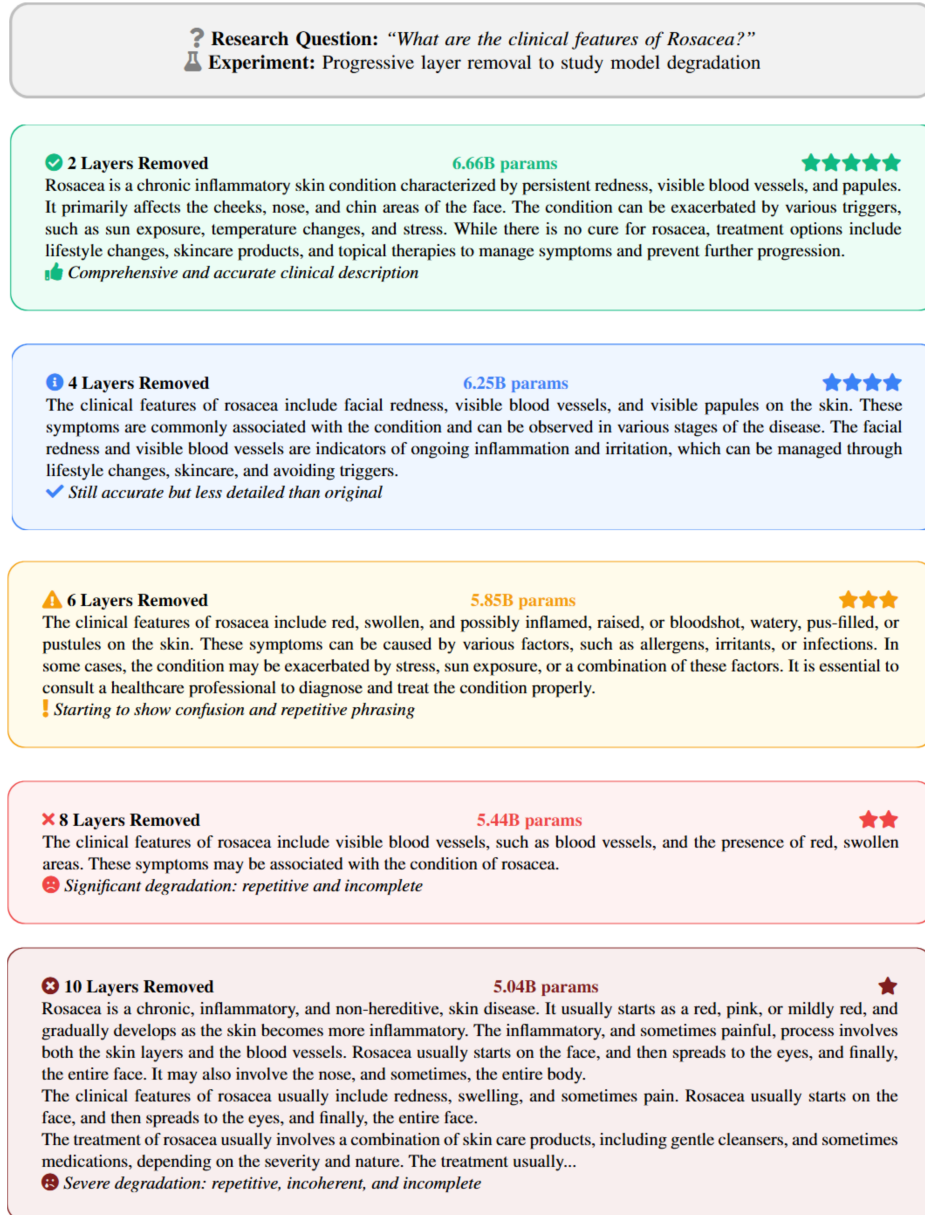 Research Question: “What are the clinical features of Rosacea?”
Experiment: Progressive layer removal to study model degradation
2 Layers Removed 6.66B params
Rosacea is a chronic inflammatory skin condition characterized by persistent redness, visible blood vessels, and papules.
It primarily affects the cheeks, nose, and chin areas of the face. The condition can be exacerbated by various triggers,
such as sun exposure, temperature changes, and stress. While there is no cure for rosacea, treatment options include
lifestyle changes, skincare products, and topical therapies to manage symptoms and prevent further progression.
Comprehensive and accurate clinical description
4 Layers Removed 6.25B params
The clinical features of rosacea include facial redness, visible blood vessels, and visible papules on the skin. These
symptoms are commonly associated with the condition and can be observed in various stages of the disease. The facial
redness and visible blood vessels are indicators of ongoing inflammation and irritation, which can be managed through
lifestyle changes, skincare, and avoiding triggers.
Still accurate but less detailed than original
6 Layers Removed 5.85B params
The clinical features of rosacea include red, swollen, and possibly inflamed, raised, or bloodshot, watery, pus-filled, or
pustules on the skin. These symptoms can be caused by various factors, such as allergens, irritants, or infections. In
some cases, the condition may be exacerbated by stress, sun exposure, or a combination of these factors. It is essential to
consult a healthcare professional to diagnose and treat the condition properly.
Starting to show confusion and repetitive phrasing
8 Layers Removed 5.44B params
The clinical features of rosacea include visible blood vessels, such as blood vessels, and the presence of red, swollen
areas. These symptoms may be associated with the condition of rosacea.
Significant degradation: repetitive and incomplete
10 Layers Removed 5.04B params
Rosacea is a chronic, inflammatory, and non-hereditive, skin disease. It usually starts as a red, pink, or mildly red, and
gradually develops as the skin becomes more inflammatory. The inflammatory, and sometimes painful, process involves
both the skin layers and the blood vessels. Rosacea usually starts on the face, and then spreads to the eyes, and finally,
the entire face. It may also involve the nose, and sometimes, the entire body.
The clinical features of rosacea usually include redness, swelling, and sometimes pain. Rosacea usually starts on the
face, and then spreads to the eyes, and finally, the entire face.
The treatment of rosacea usually involves a combination of skin care products, including gentle cleansers, and sometimes
medications, depending on the severity and nature. The treatment usually...
Severe degradation: repetitive, incoherent, and incomplete